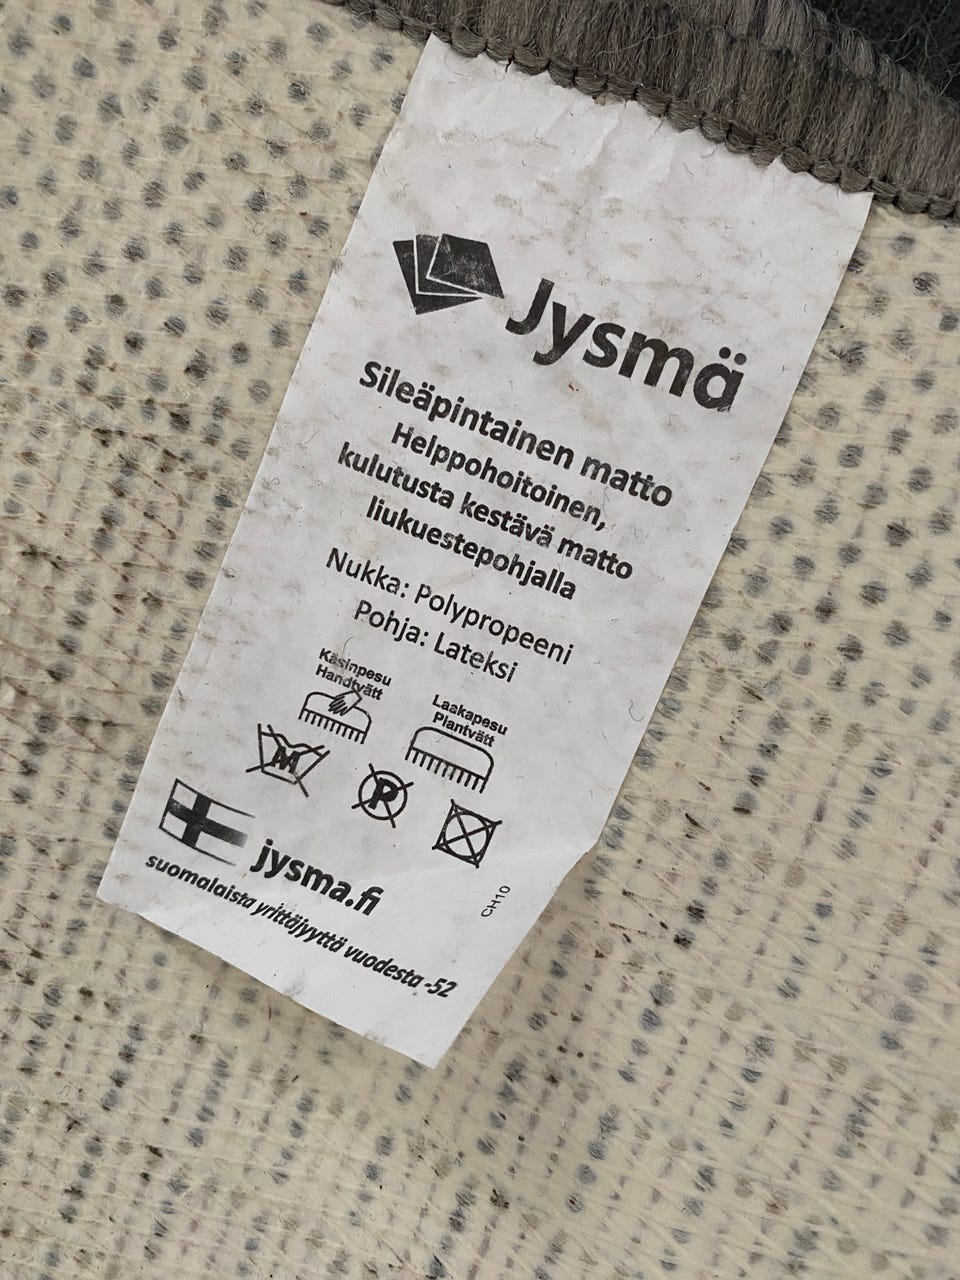 Jysmä
Sileäpintainen matto
Helppohoitoinen,
kulutusta kestävä matto
liukuestepohjalla
Nukka: Polypropeeni
Pohja: Lateksi
Käsinpesu
Handtvätt
Laakapesu
Plantvätt
M
P
jysma.fi
suomalaista yrittäjyyttä vuodesta -52
CH10